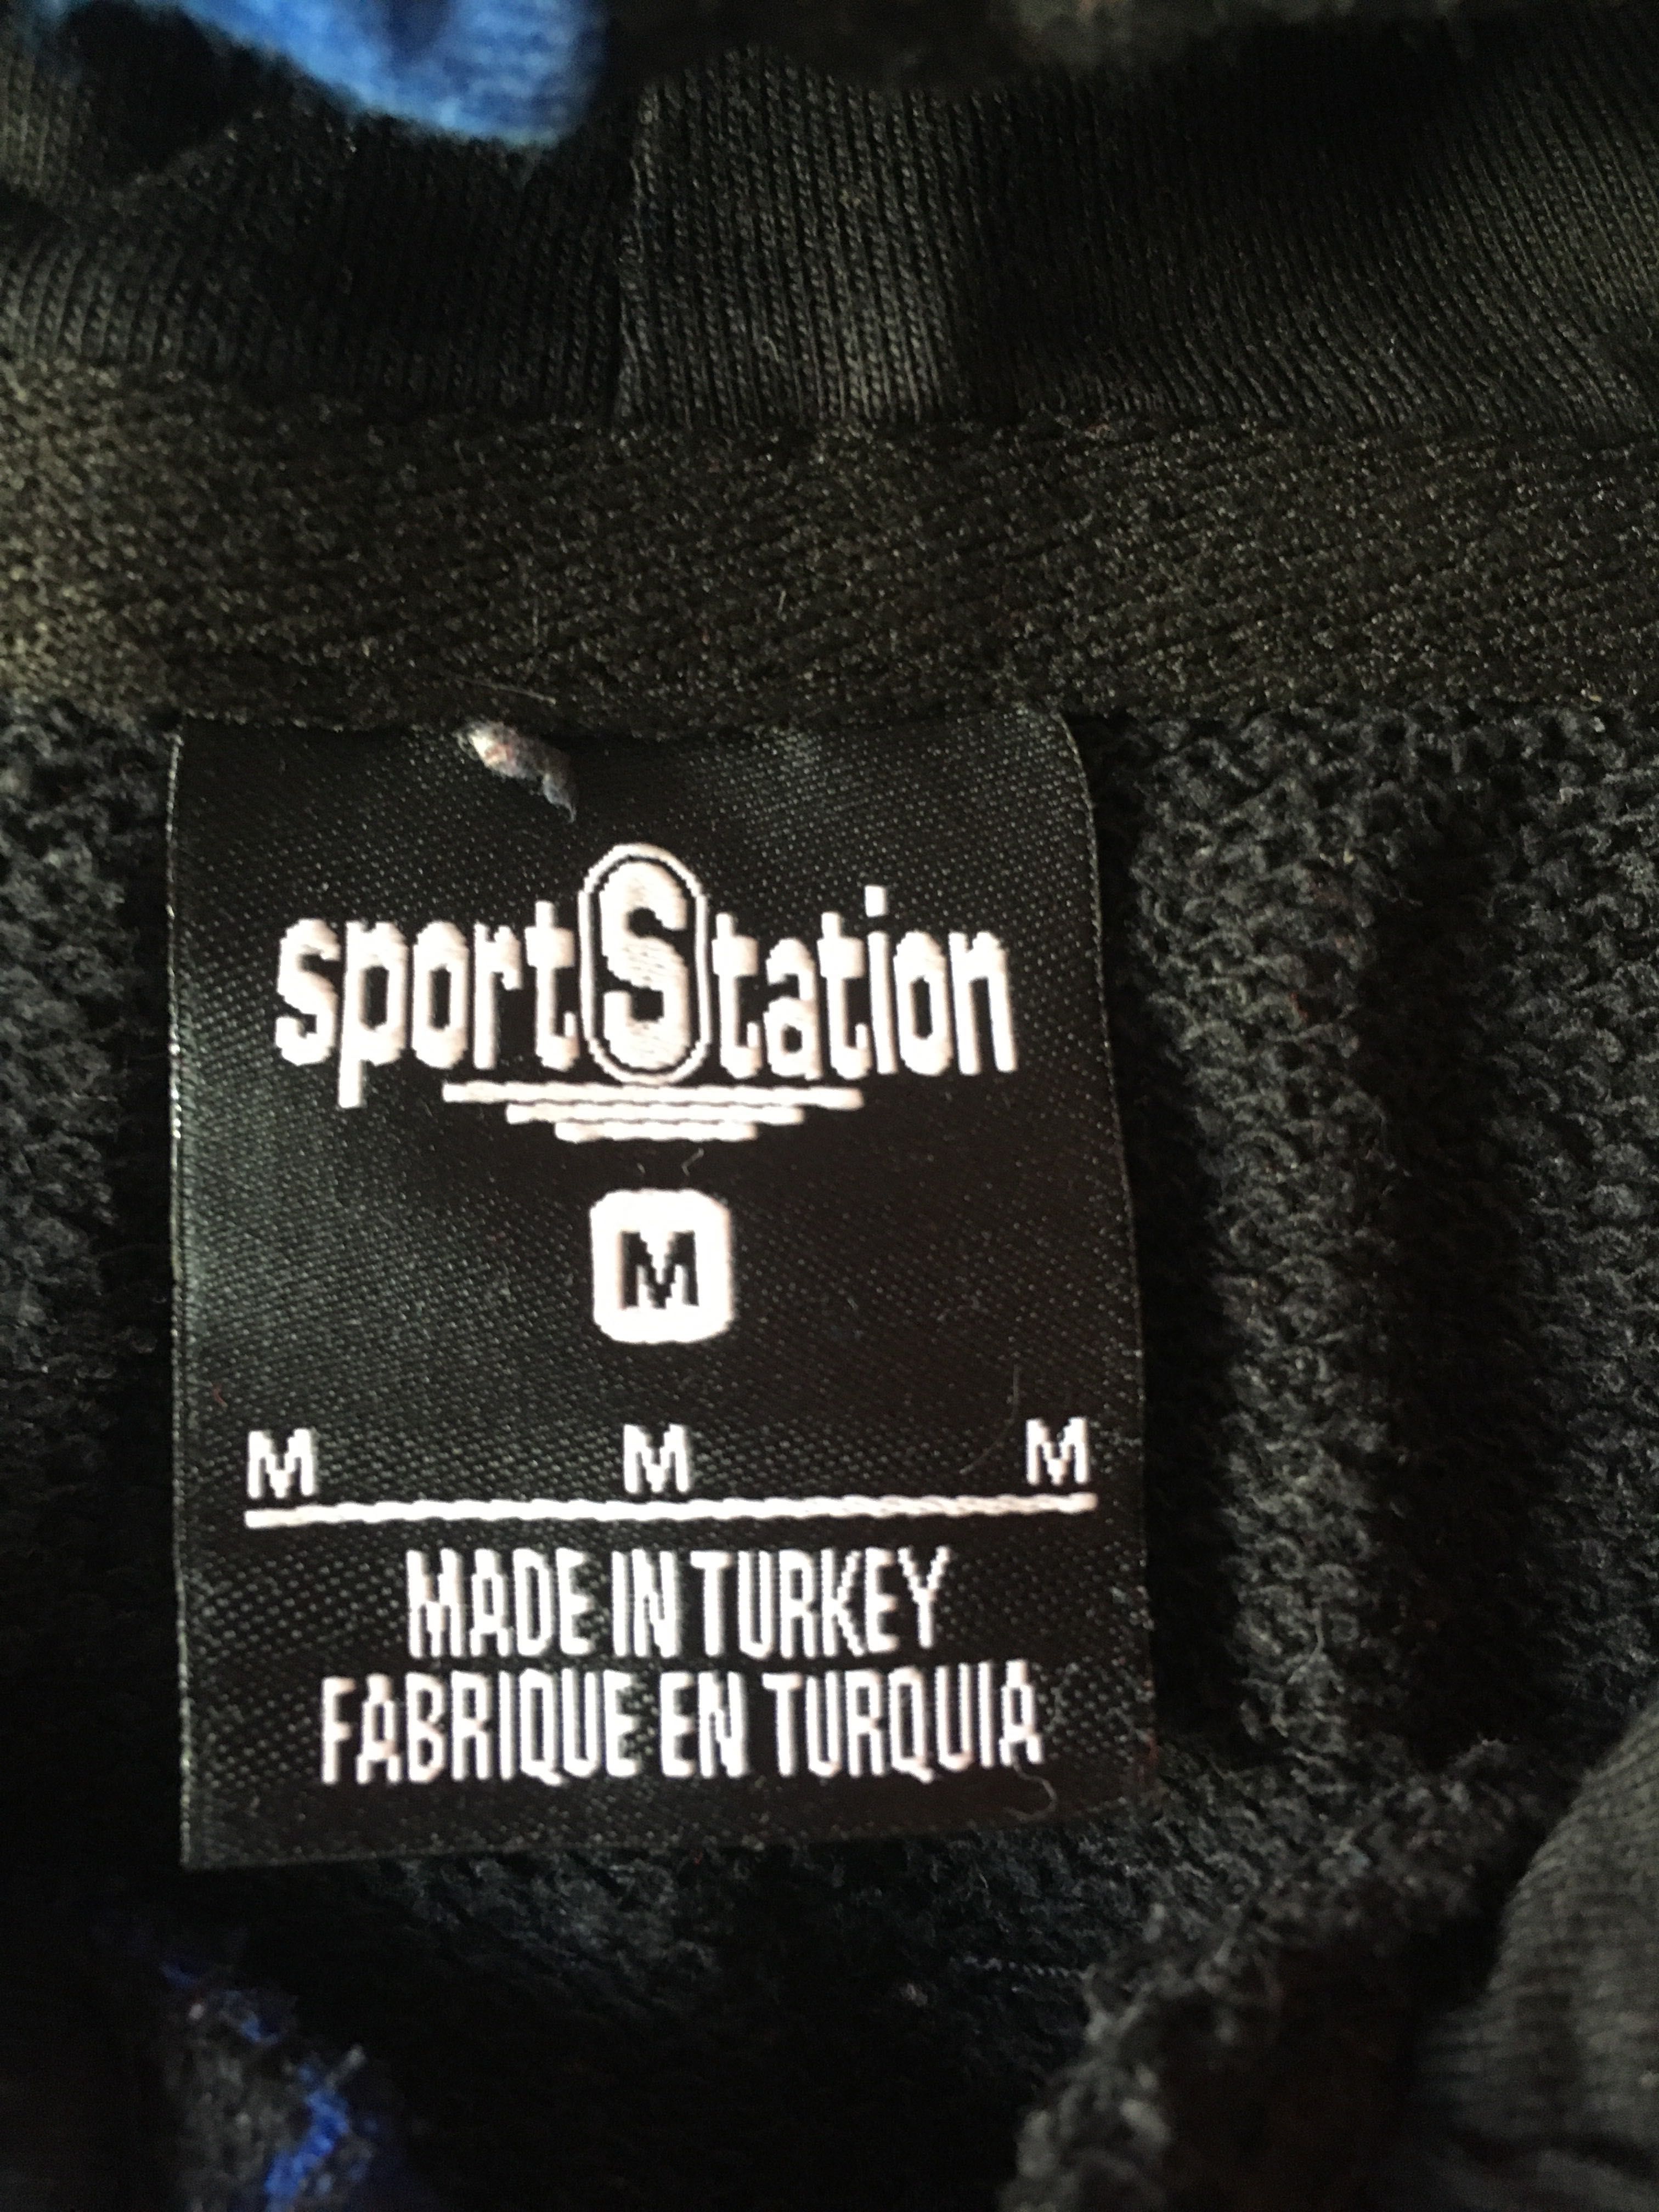 sportStation
M
M M M
MADE IN TURKEY
FABRIQUE EN TURQUIA